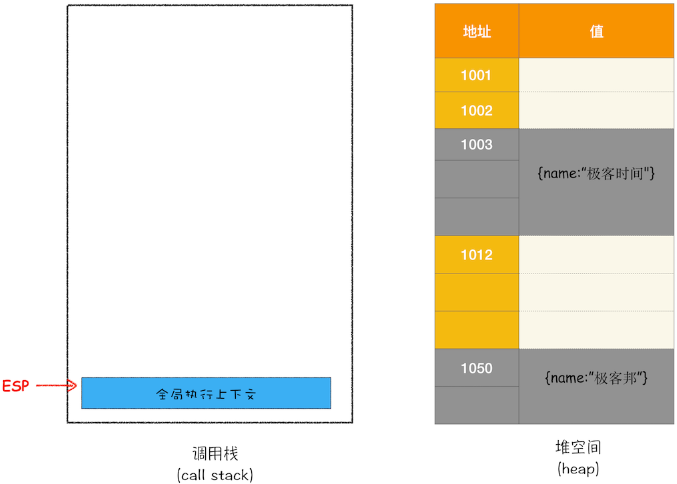 地址 值
1001
1002
1003
{name:"极客时间"}
1012
1050
{name:"极客邦"}
ESP
全局执行上下文
调用栈
(call stack)
堆空间
(heap)